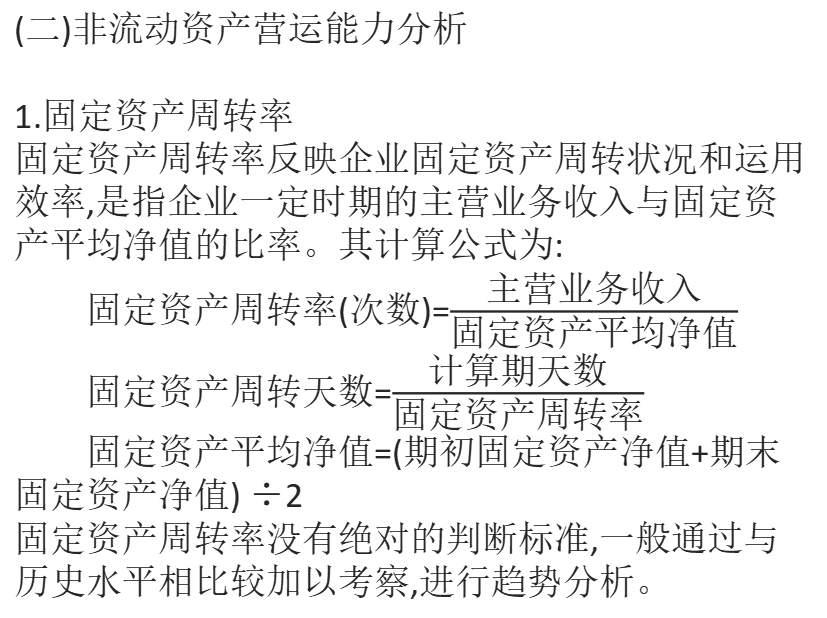 (二)非流动资产营运能力分析
1.固定资产周转率
固定资产周转率反映企业固定资产周转状况和运用
效率,是指企业一定时期的主营业务收入与固定资
产平均净值的比率。其计算公式为:
主营业务收入
固定资产周转率(次数)=
固定资产平均净值
计算期天数
固定资产周转天数=
固定资产周转率
固定资产平均净值=(期初固定资产净值+期末
固定资产净值) ÷2
固定资产周转率没有绝对的判断标准,一般通过与
历史水平相比较加以考察,进行趋势分析。